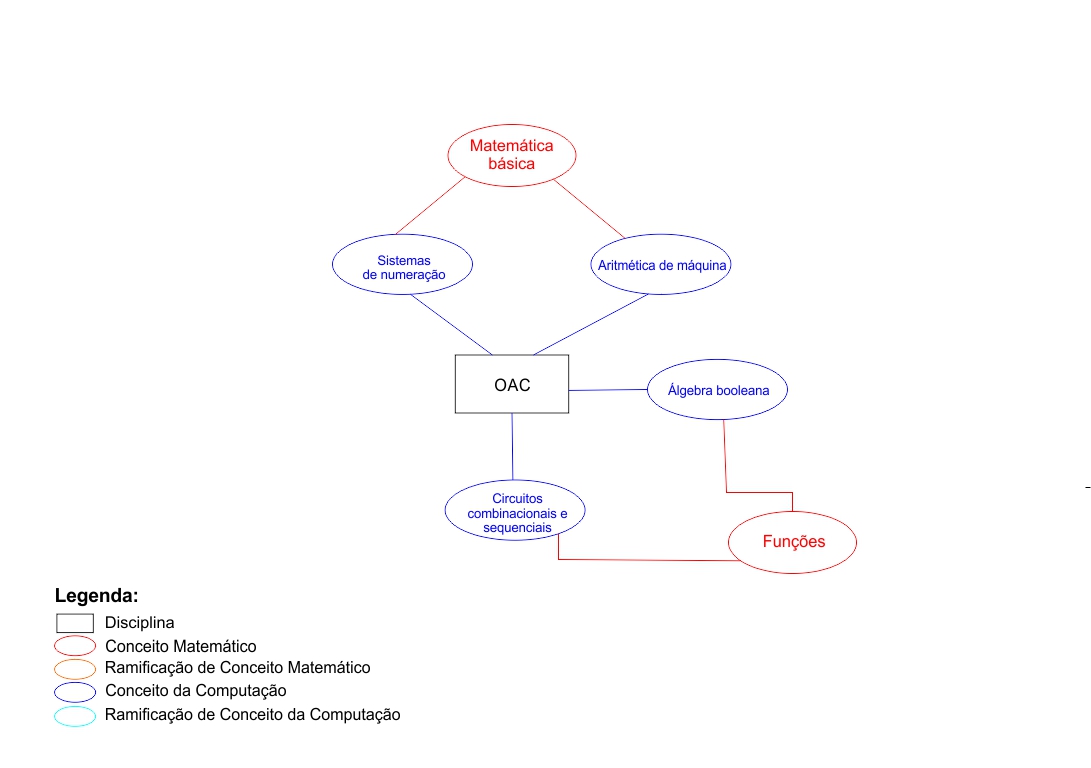 Matemática
básica
Sistemas
de numeração
Aritmética de máquina
OAC
Álgebra booleana
Circuitos
combinacionais e
sequenciais
Funções
Legenda:
Disciplina
Conceito Matemático
Ramificação de Conceito Matemático
Conceito da Computação
Ramificação de Conceito da Computação